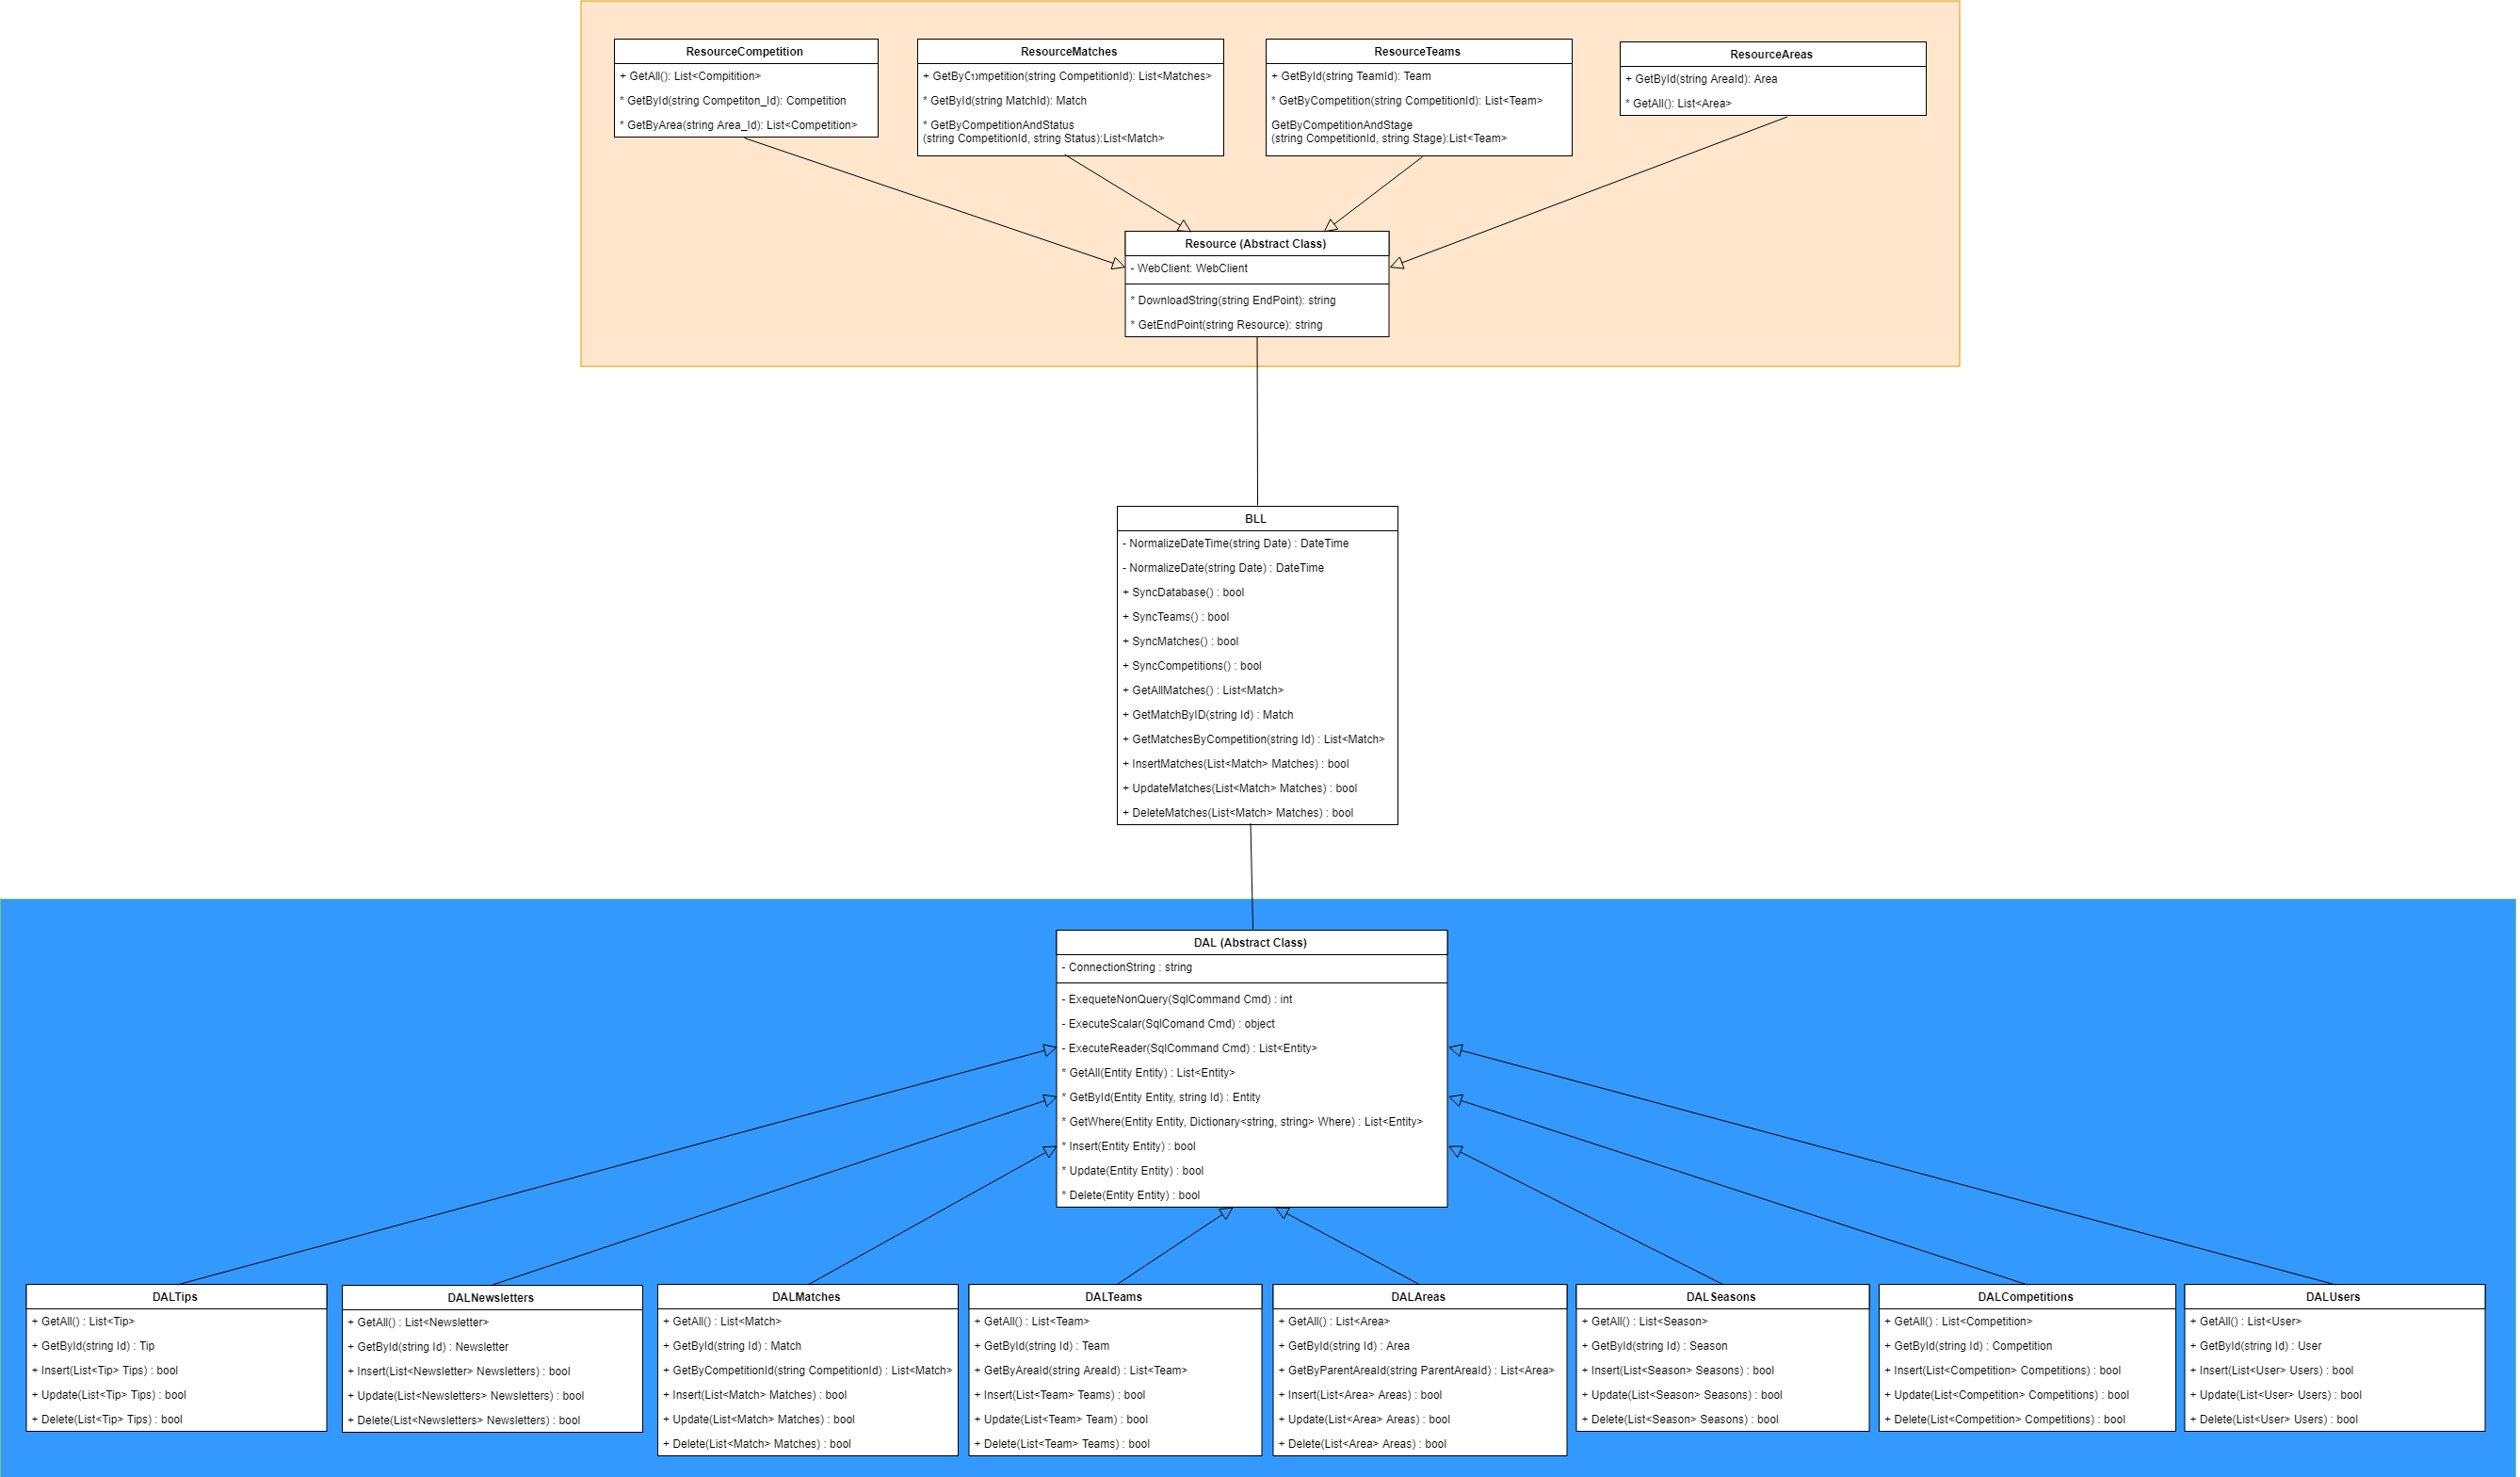 ResourceCompetition
+ GetAll(): List<Compitition>
* GetById(string Competiton_Id): Competition
* GetByArea(string Area_Id): List<Competition>
ResourceMatches
+ GetByCompetition(string CompetitionId): List<Matches>
* GetById(string MatchId): Match
* GetByCompetitionAndStatus
(string CompetitionId, string Status):List<Match>
ResourceTeams
+ GetById(string TeamId): Team
* GetByCompetition(string CompetitionId): List<Team>
GetByCompetitionAndStage
(string CompetitionId, string Stage):List<Team>
ResourceAreas
+ GetById(string AreaId): Area
* GetAll(): List<Area>
Resource (Abstract Class)
- WebClient: WebClient
* DownloadString(string EndPoint): string
* GetEndPoint(string Resource): string
BLL
- NormalizeDateTime(string Date) : DateTime
- NormalizeDate(string Date) : DateTime
+ SyncDatabase() : bool
+ SyncTeams() : bool
+ SyncMatches() : bool
+ SyncCompetitions() : bool
+ GetAllMatches() : List<Match>
+ GetMatchByID(string Id) : Match
+ GetMatchesByCompetition(string Id) : List<Match>
+ InsertMatches(List<Match> Matches) : bool
+ UpdateMatches(List<Match> Matches) : bool
+ DeleteMatches(List<Match> Matches) : bool
DAL (Abstract Class)
- ConnectionString : string
- ExequeteNonQuery(SqlCommand Cmd) : int
- ExecuteScalar(SqlComand Cmd) : object
- ExecuteReader(SqlCommand Cmd) : List<Entity>
* GetAll(Entity Entity) : List<Entity>
* GetById(Entity Entity, string Id) : Entity
* GetWhere(Entity Entity, Dictionary<string, string> Where) : List<Entity>
* Insert(Entity Entity) : bool
* Update(Entity Entity) : bool
* Delete(Entity Entity) : bool
DALTips
+ GetAll() : List<Tip>
+ GetById(string Id) : Tip
+ Insert(List<Tip> Tips) : bool
+ Update(List<Tip> Tips) : bool
+ Delete(List<Tip> Tips) : bool
DALNewsletters
+ GetAll() : List<Newsletter>
+ GetById(string Id) : Newsletter
+ Insert(List<Newsletter> Newsletters) : bool
+ Update(List<Newsletters> Newsletters) : bool
+ Delete(List<Newsletters> Newsletters) : bool
DALMatches
+ GetAll() : List<Match>
+ GetById(string Id) : Match
+ GetByCompetitionId(string CompetitionId) : List<Match>
+ Insert(List<Match> Matches) : bool
+ Update(List<Match> Matches) : bool
+ Delete(List<Match> Matches) : bool
DALTeams
+ GetAll() : List<Team>
+ GetById(string Id) : Team
+ GetByAreaId(string AreaId) : List<Team>
+ Insert(List<Team> Teams) : bool
+ Update(List<Team> Team) : bool
+ Delete(List<Team> Teams) : bool
DALAreas
+ GetAll() : List<Area>
+ GetById(string Id) : Area
+ GetByParentAreaId(string ParentAreaId) : List<Area>
+ Insert(List<Area> Areas) : bool
+ Update(List<Area> Areas) : bool
+ Delete(List<Area> Areas) : bool
DALSeasons
+ GetAll() : List<Season>
+ GetById(string Id) : Season
+ Insert(List<Season> Seasons) : bool
+ Update(List<Season> Seasons) : bool
+ Delete(List<Season> Seasons) : bool
DALCompetitions
+ GetAll() : List<Competition>
+ GetById(string Id) : Competition
+ Insert(List<Competition> Competitions) : bool
+ Update(List<Competition> Competitions) : bool
+ Delete(List<Competition> Competitions) : bool
DALUsers
+ GetAll() : List<User>
+ GetById(string Id) : User
+ Insert(List<User> Users) : bool
+ Update(List<User> Users) : bool
+ Delete(List<User> Users) : bool